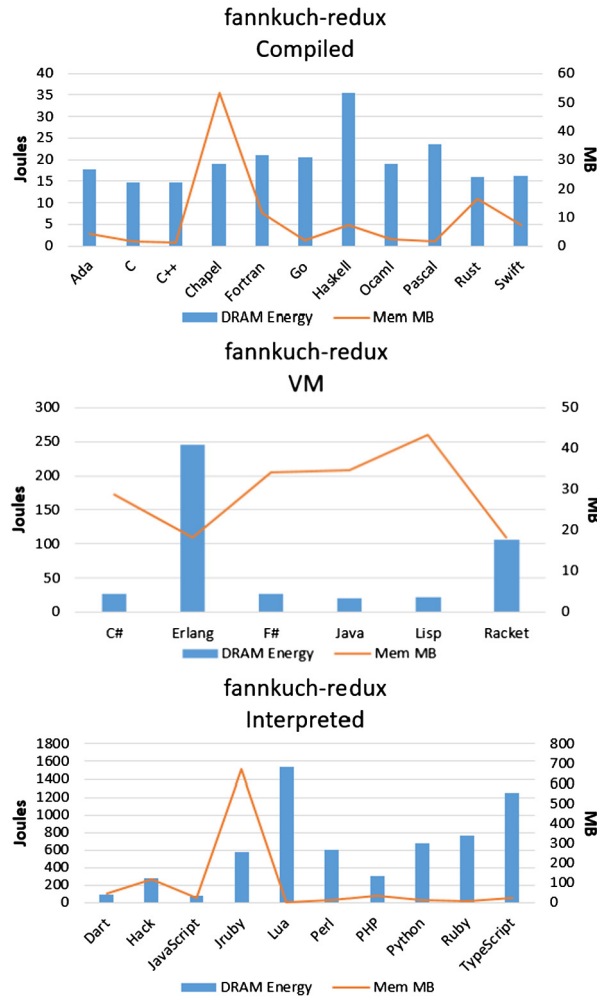 fannkuch-redux
Compiled
40 60
35 50
30 40
25
20 30
15 20
10
5 10
0 0
Joules
MB
Ada C C++ Chapel Fortran Go Haskell Ocaml Pascal Rust Swift
DRAM Energy Mem MB
fannkuch-redux
VM
300 50
250 40
200 30
150
100 20
50 10
0 0
Joules
MB
C# Erlang F# Java Lisp Racket
DRAM Energy Mem MB
fannkuch-redux
Interpreted
1800 800
1600 700
1400 600
1200 500
1000 400
800 300
600 200
400 100
200 0
0
Joules
MB
Dart Hack JavaScript Jruby Lua Perl PHP Python Ruby TypeScript
DRAM Energy Mem MB